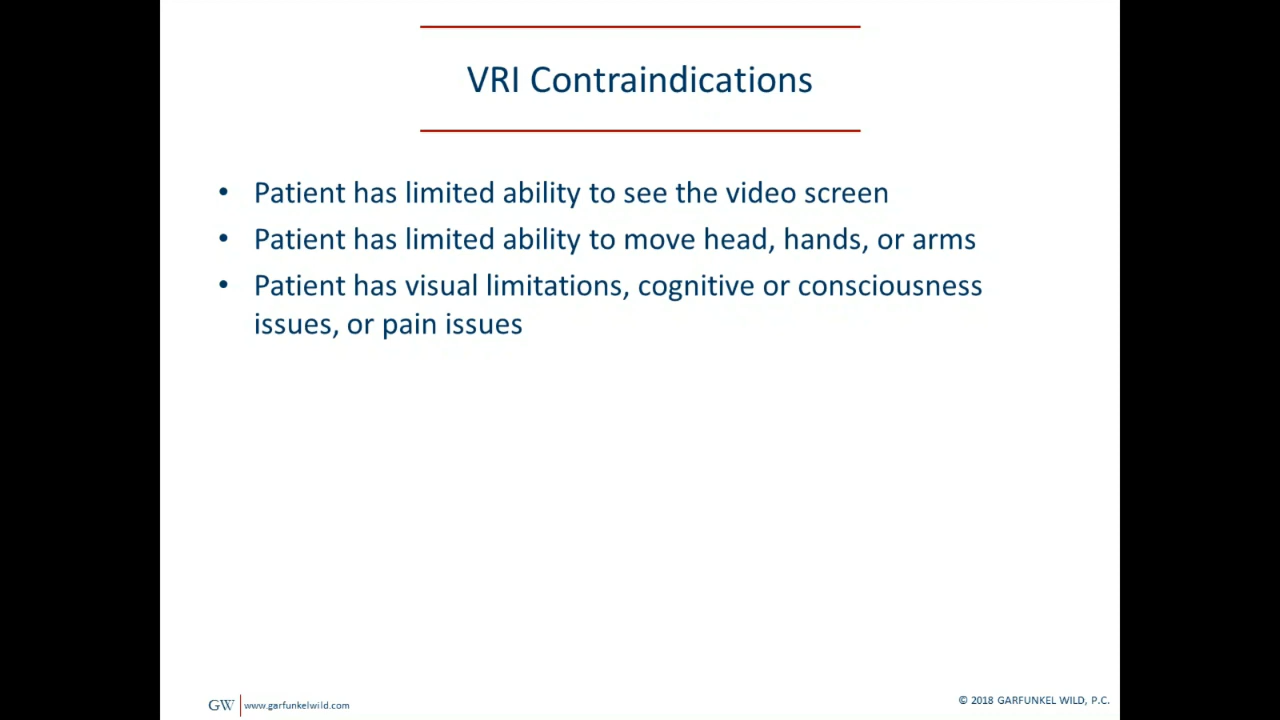 VRI Contraindications
• Patient has limited ability to see the video screen
• Patient has limited ability to move head, hands, or arms
• Patient has visual limitations, cognitive or consciousness
issues, or pain issues
GW www.garfunkelwild.com
© 2018 GARFUNKEL WILD, P.C.